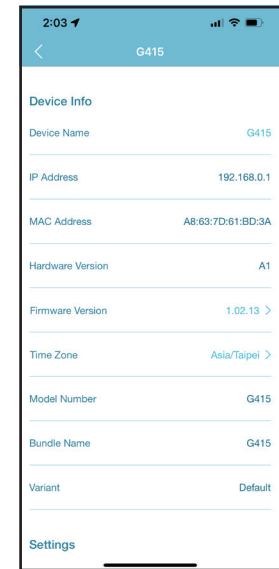 2:03
G415
Device Info
Device Name G415
IP Address 192.168.0.1
MAC Address A8:63:7D:61:BD:3A
Hardware Version A1
Firmware Version 1.02.13 >
Time Zone Asia/Taipei >
Model Number G415
Bundle Name G415
Variant Default
Settings